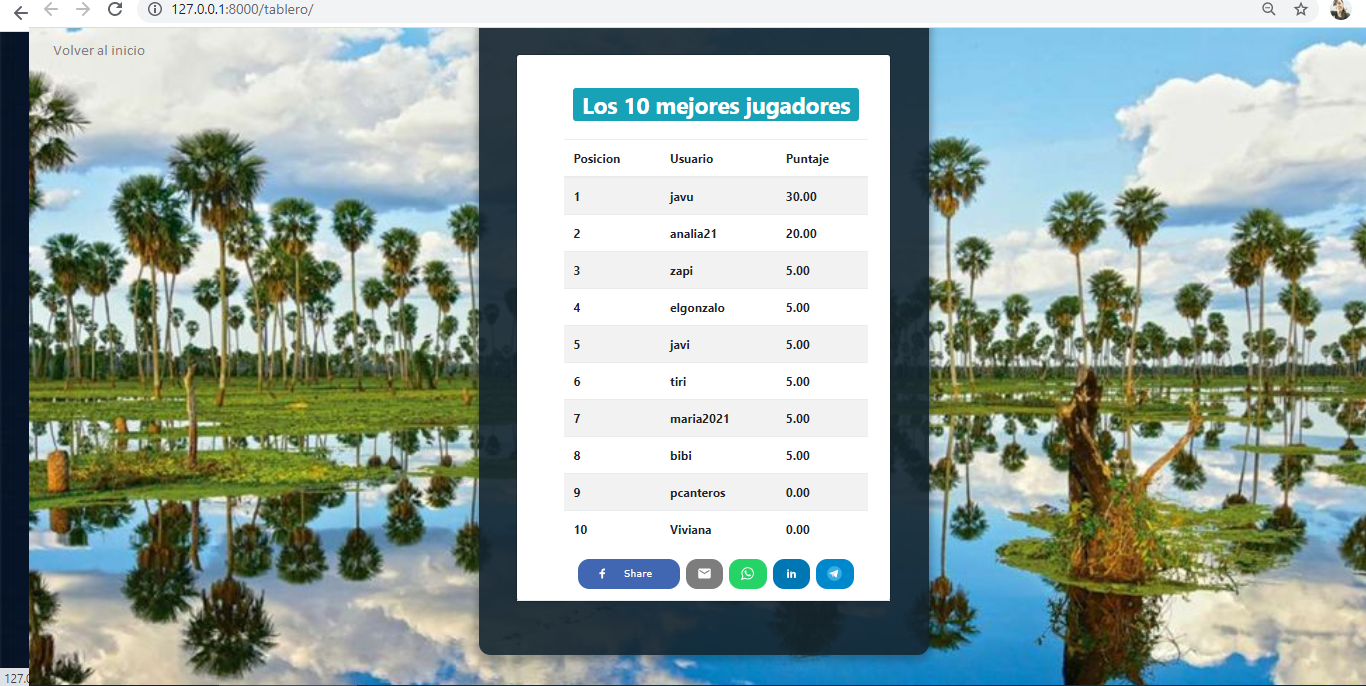 127.0.0.1:8000/tablero/
Volver al inicio
Los 10 mejores jugadores
Posicion Usuario Puntaje
1 javu 30.00
2 analia21 20.00
3 zapi 5.00
4 elgonzalo 5.00
5 javi 5.00
6 tiri 5.00
7 maria2021 5.00
8 bibi 5.00
9 pcanteros 0.00
10 Viviana 0.00
f Share in
127.0